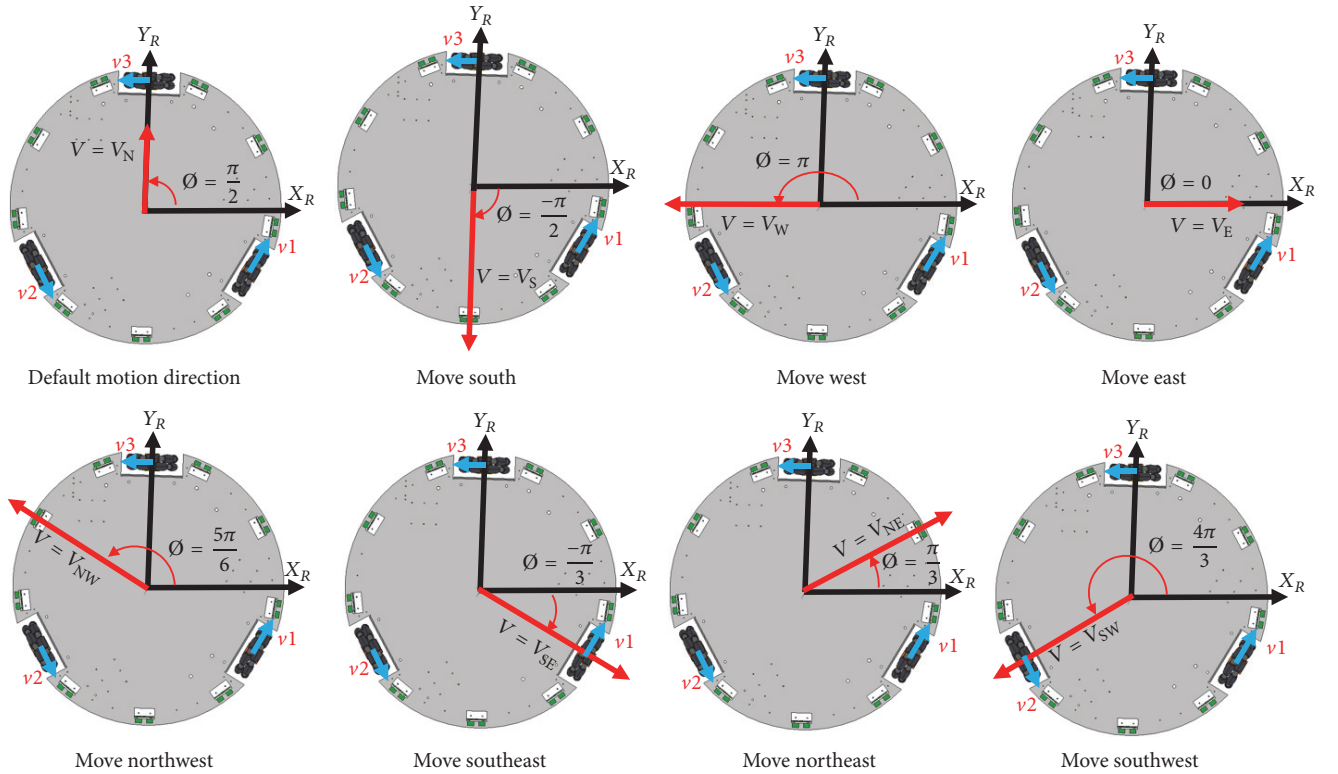 Y_R
v3
V = V_N
Ø = π/2
X_R
v1
v2
Default motion direction
Y_R
v3
X_R
Ø = -π/2
v1
v2
V = V_S
Move south
Y_R
v3
Ø = π
X_R
V = V_W
v1
v2
Move west
Y_R
v3
Ø = 0
X_R
V = V_E
v1
v2
Move east
Y_R
v3
Ø = 5π/6
V = V_NW
X_R
v1
v2
Move northwest
Y_R
v3
Ø = -π/3
X_R
V = V_SE
v1
v2
Move southeast
Y_R
v3
V = V_NE
Ø = π/3
X_R
v1
v2
Move northeast
Y_R
v3
Ø = 4π/3
X_R
V = V_SW
v1
v2
Move southwest